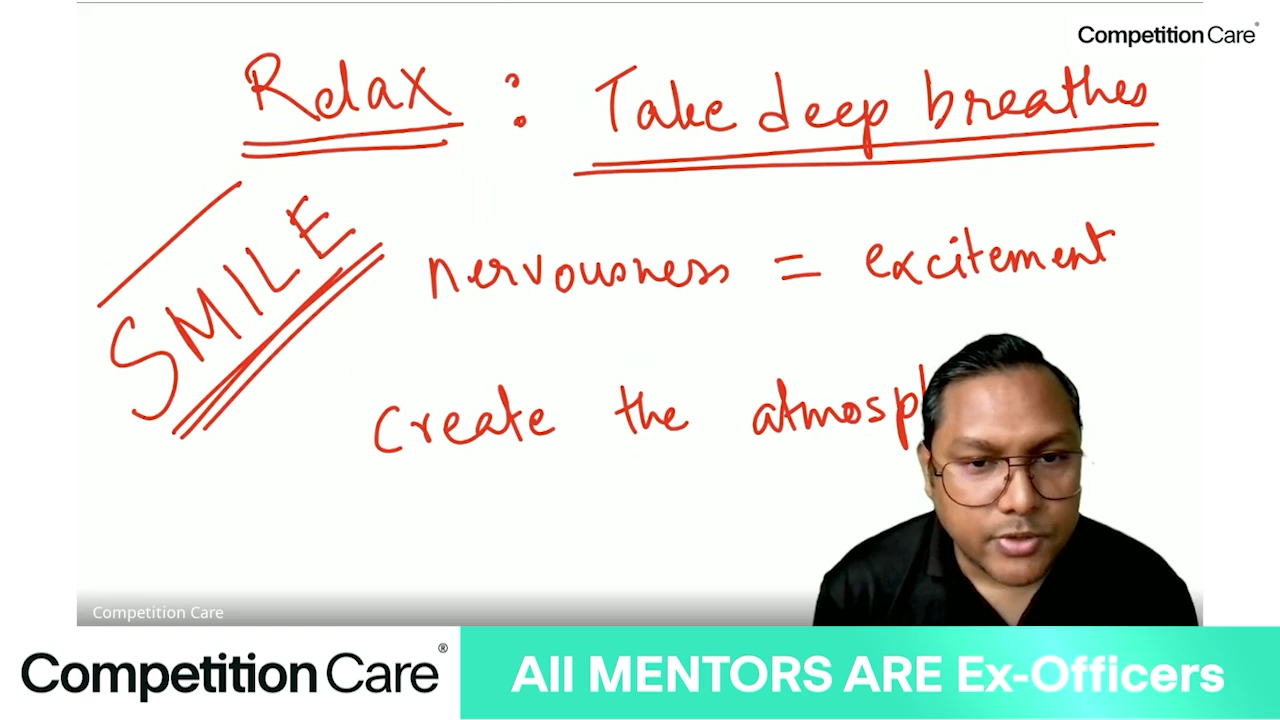 Competition Care
Relax : Take deep breathes
SMILE
nervousness = excitement
create the atmosp
Competition Care
Competition Care®
All MENTORS ARE Ex-Officers